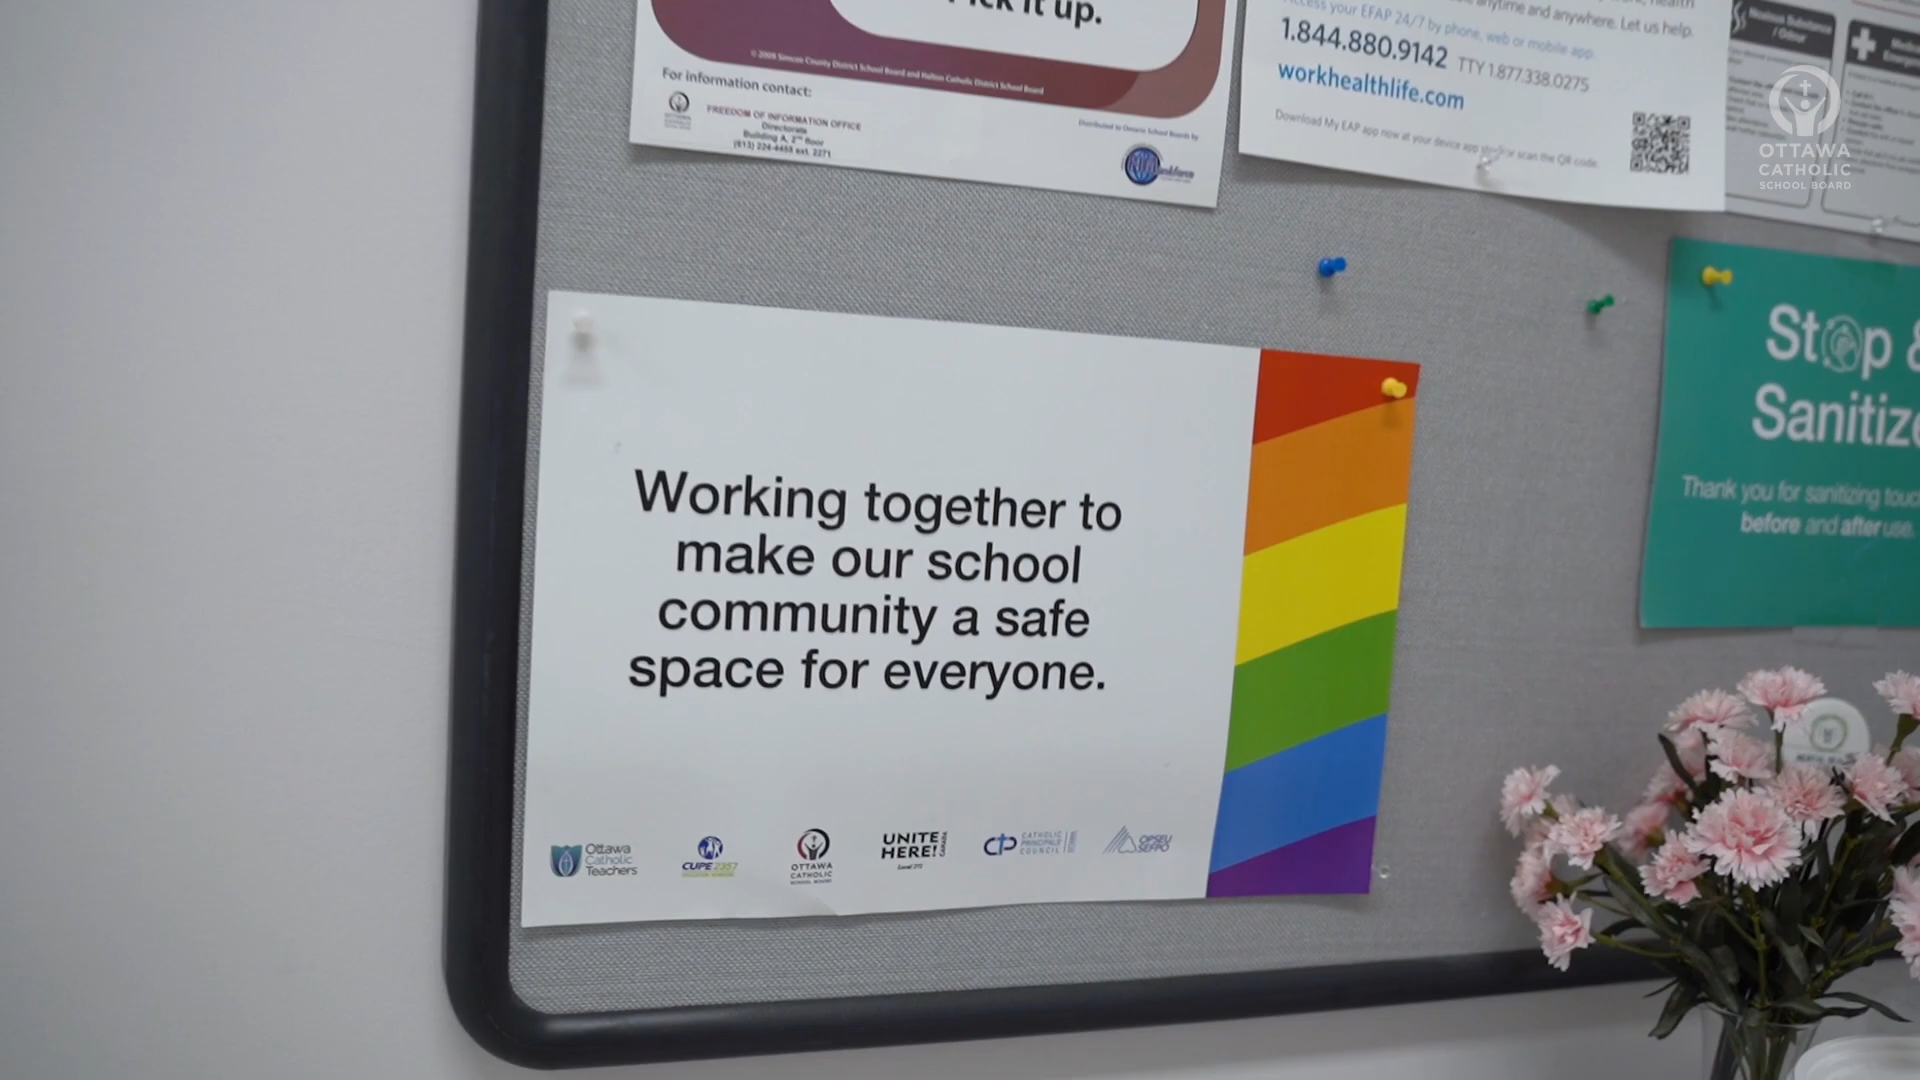 ick it up.
© 2009 Simcoe County District School Board and Halton Catholic District School Board
For information contact:
FREEDOM OF INFORMATION OFFICE
Directorate
Building A, 2nd floor
(613) 224-4455 ext. 2271
Distributed to Ontario School Boards by
anytime and anywhere. Let us help.
Access your EFAP 24/7 by phone, web or mobile app.
1.844.880.9142 TTY 1.877.338.0275
workhealthlife.com
Download My EAP app now at your device app store or scan the QR code.
OTTAWA
CATHOLIC
SCHOOL BOARD
Stop &
Sanitize
Thank you for sanitizing
before and after use.
Working together to
make our school
community a safe
space for everyone.
Ottawa
Catholic
Teachers
CUPE 2357
OTTAWA
CATHOLIC
SCHOOL BOARD
UNITE
HERE!
CANADA
Local 272
CATHOLIC
PRINCIPALS'
COUNCIL
OPSEU
SEFPO